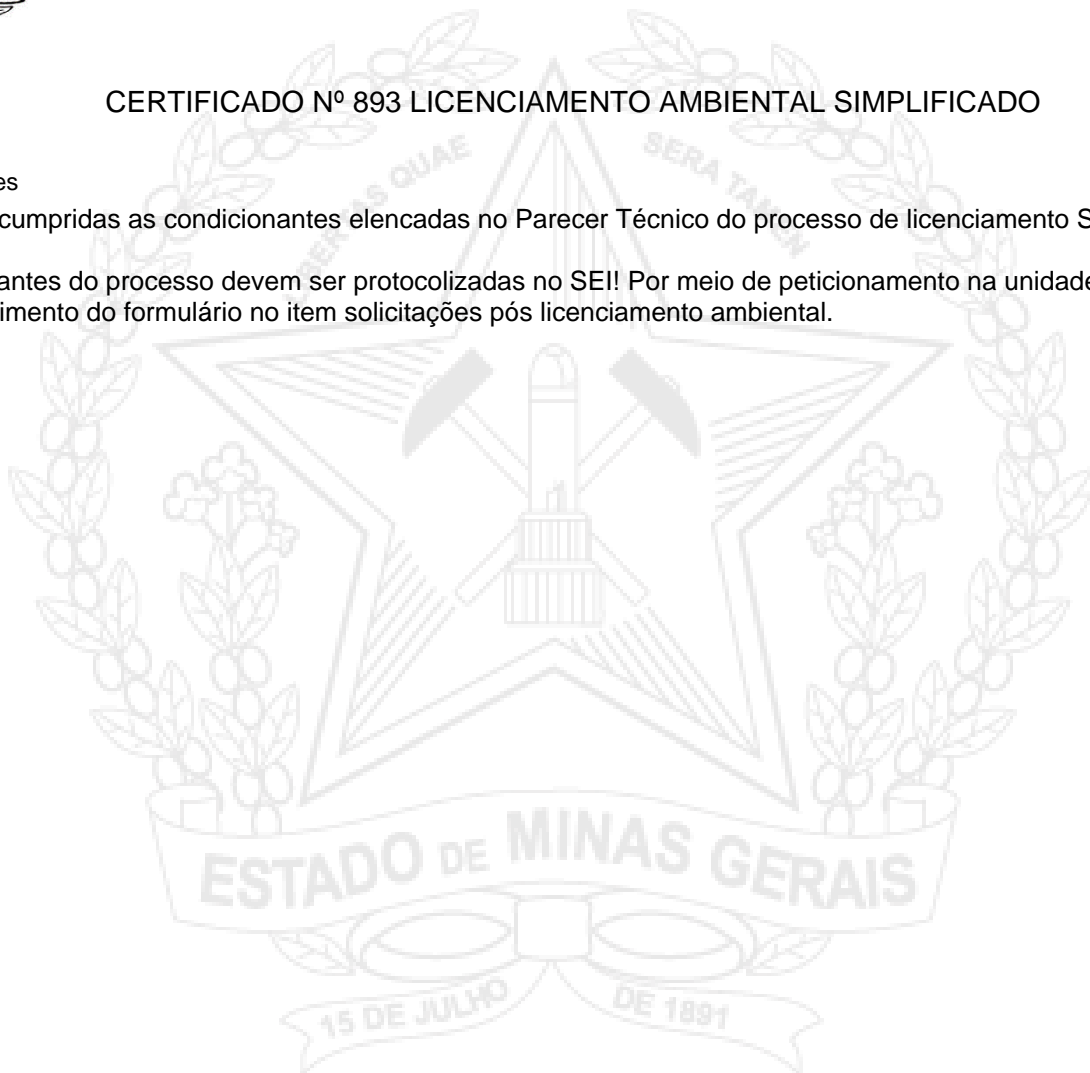 CERTIFICADO Nº 893 LICENCIAMENTO AMBIENTAL SIMPLIFICADO
es
cumpridas as condicionantes elencadas no Parecer Técnico do processo de licenciamento S
antes do processo devem ser protocolizadas no SEI! Por meio de peticionamento na unidade
imento do formulário no item solicitações pós licenciamento ambiental.
QUAE SERA TAMEN
ESTADO DE MINAS GERAIS
15 DE JULHO DE 1891